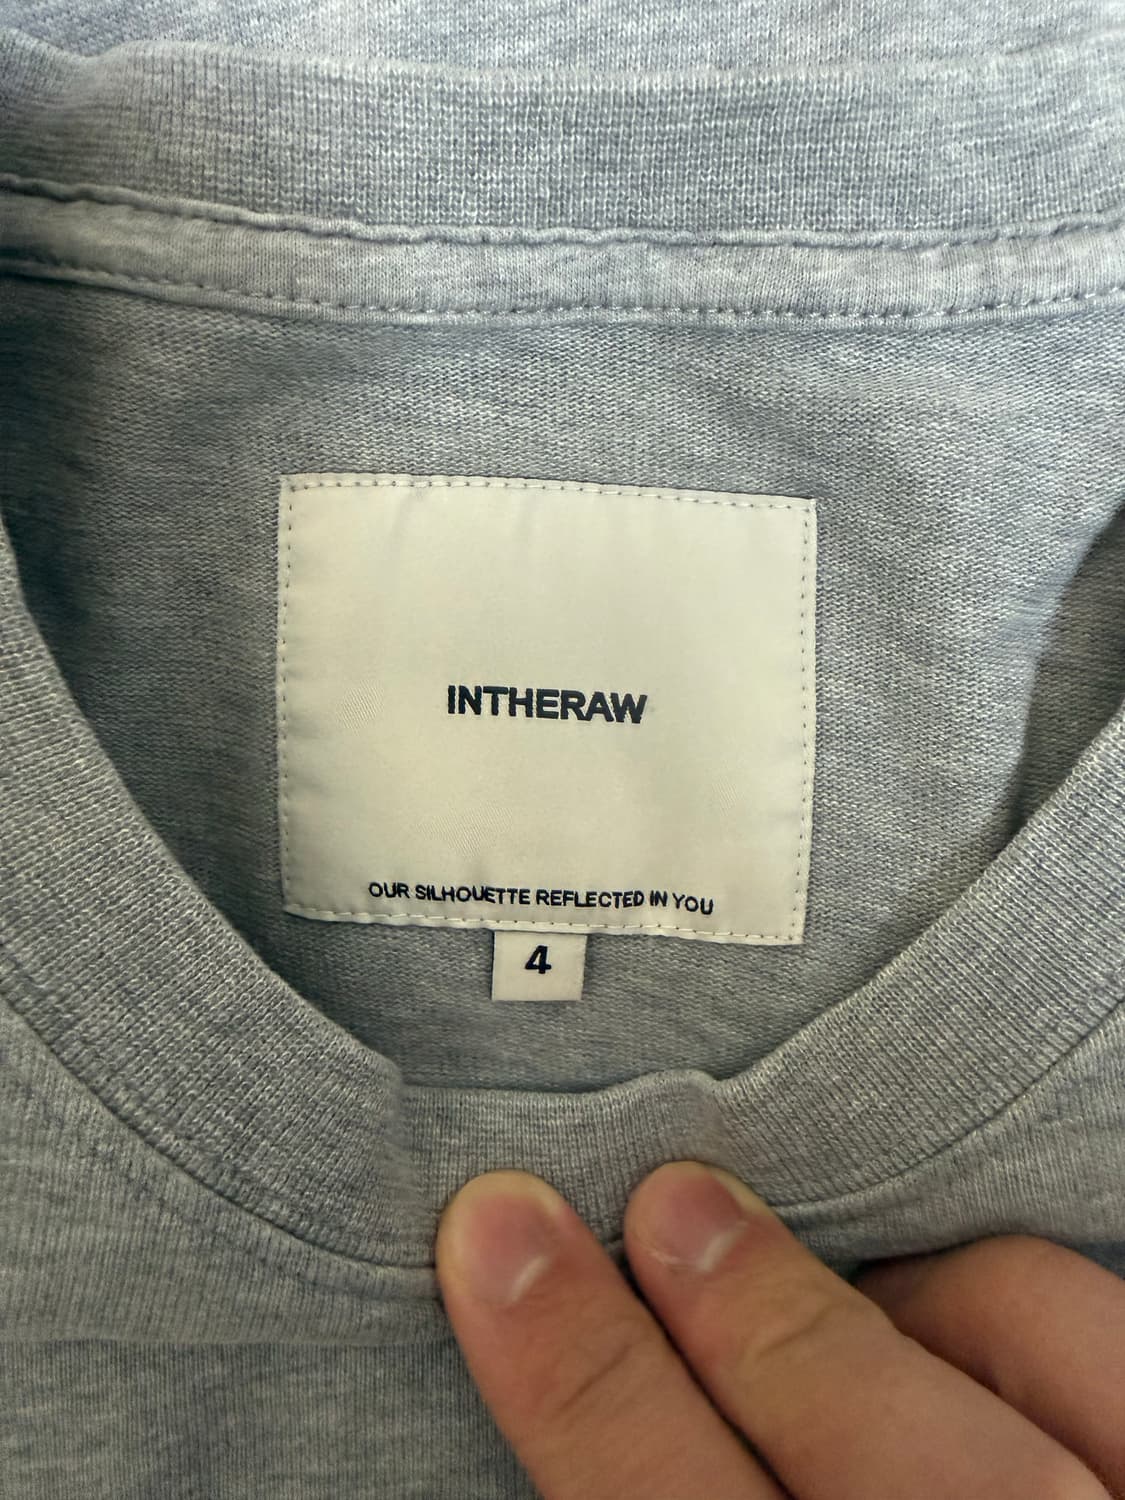 INTHERAW
OUR SILHOUETTE REFLECTED IN YOU
4